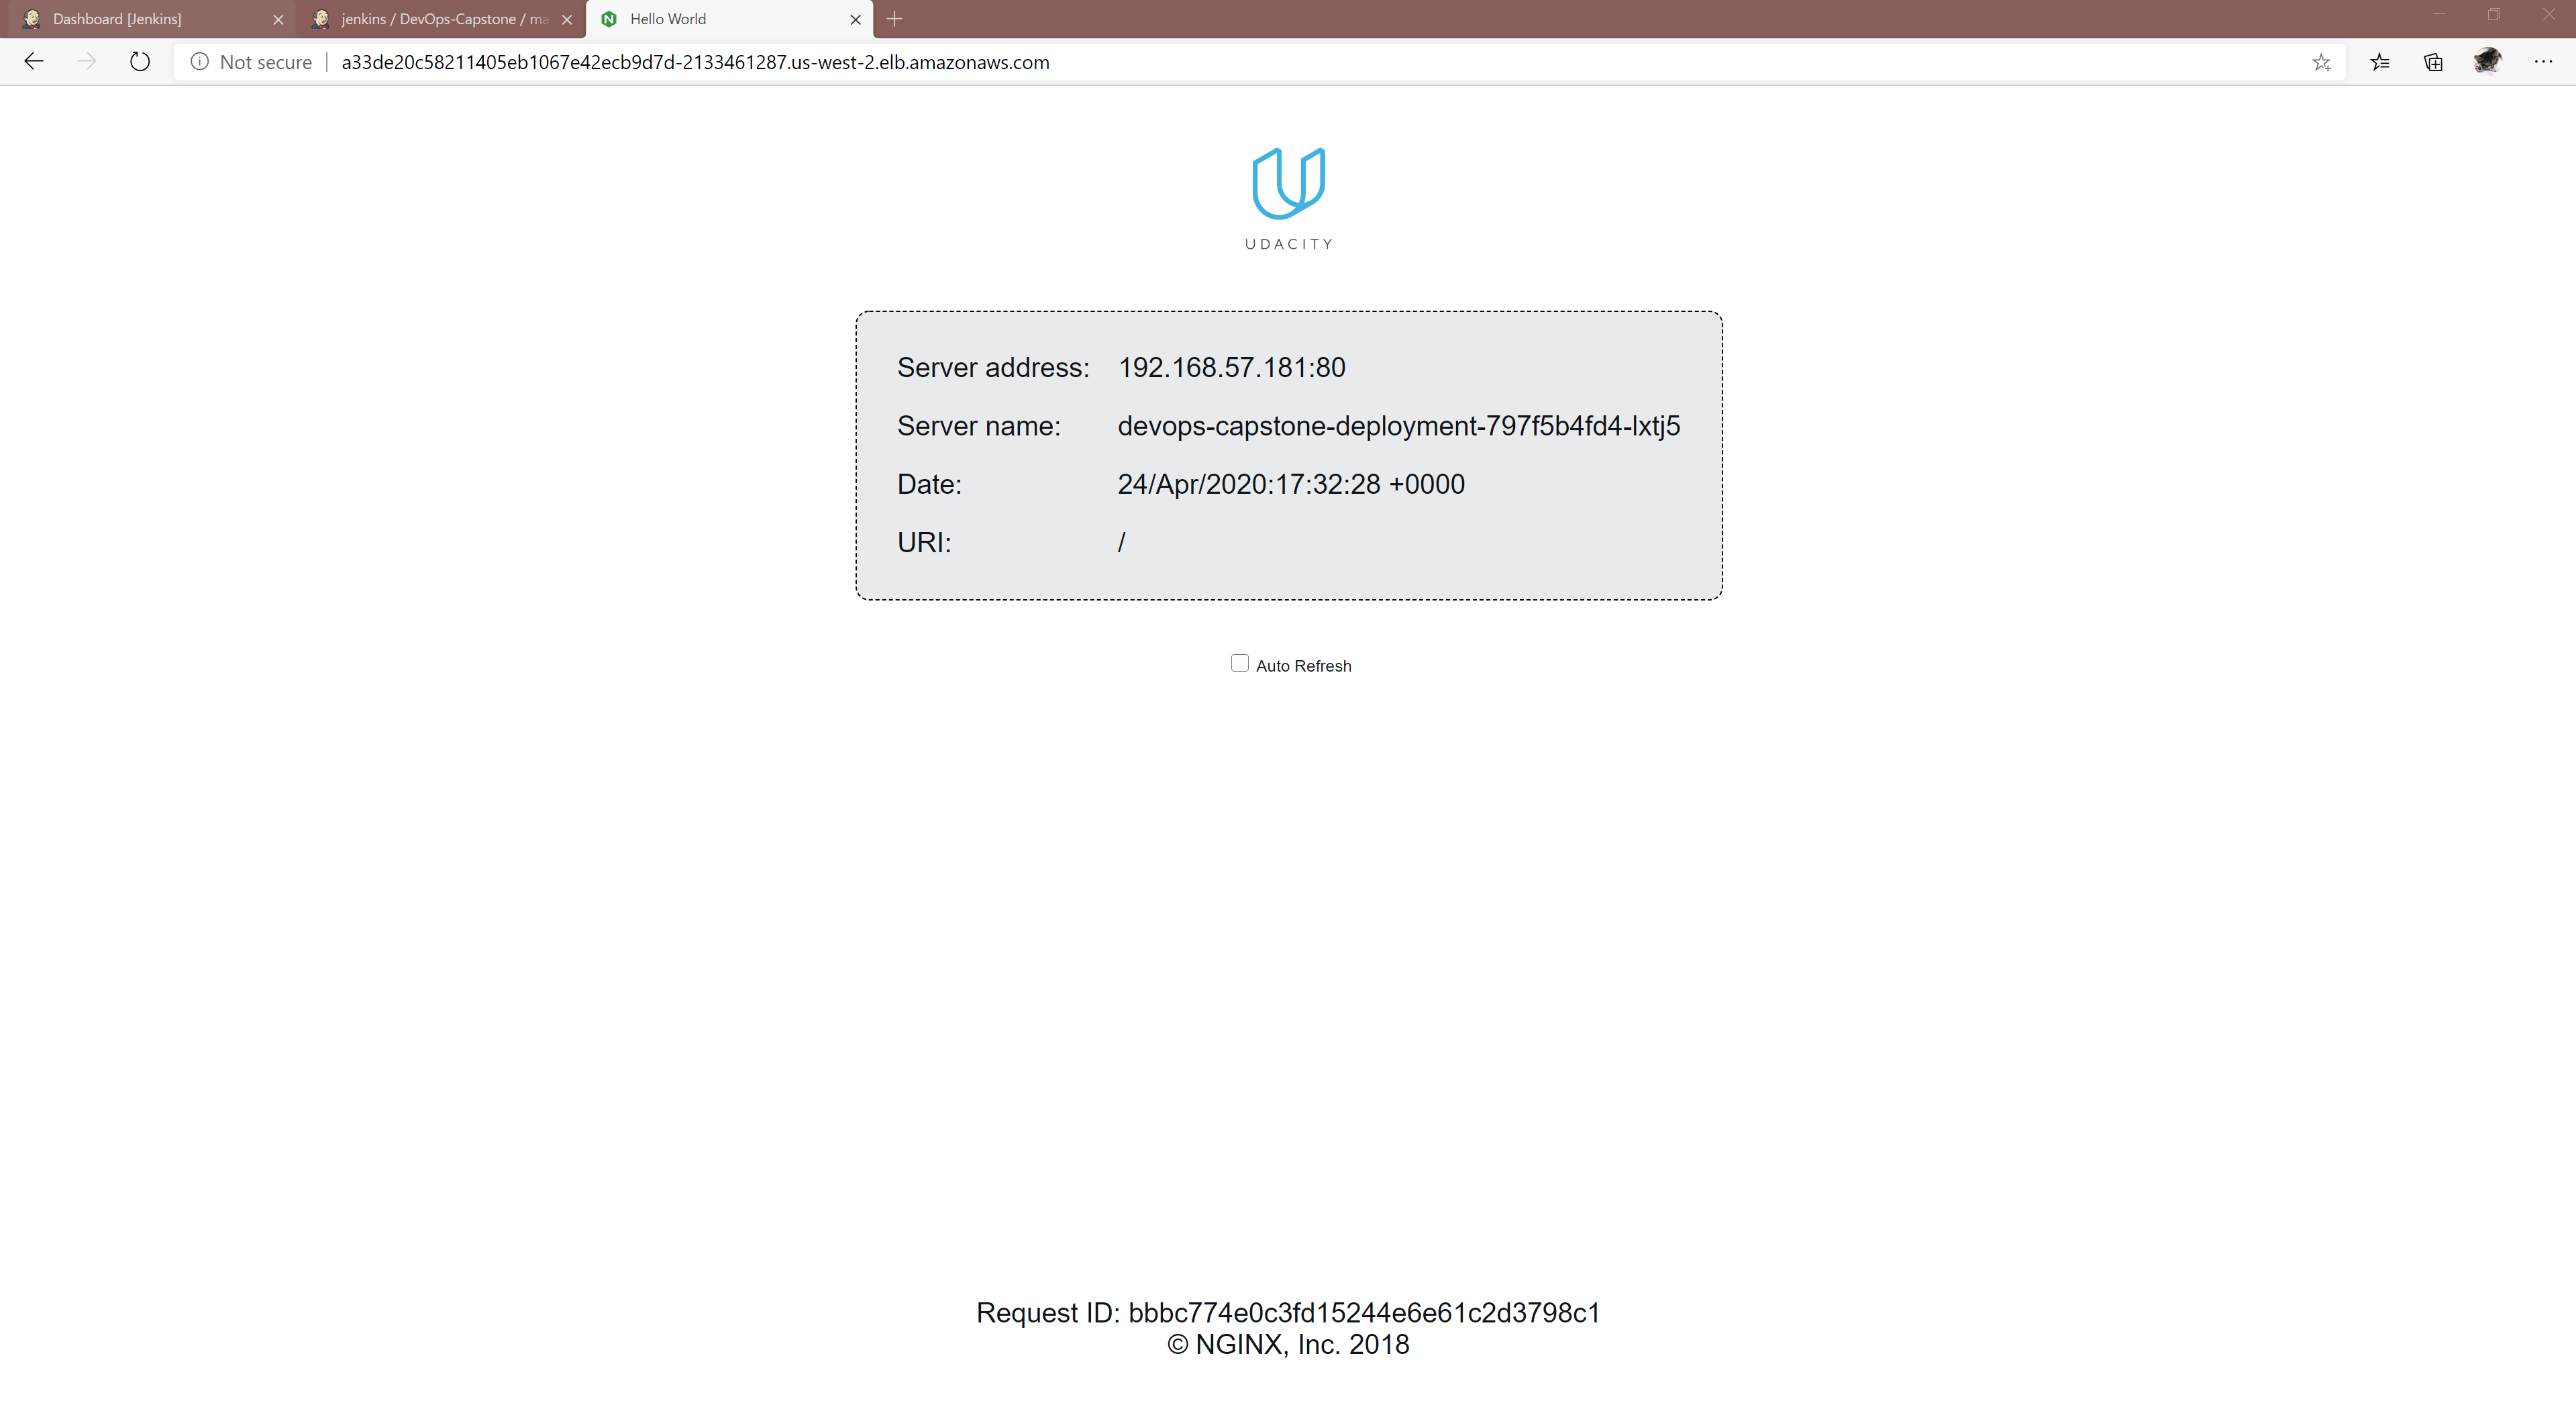 Dashboard [Jenkins]
jenkins / DevOps-Capstone / ma
Hello World
Not secure
a33de20c58211405eb1067e42ecb9d7d-2133461287.us-west-2.elb.amazonaws.com
UDACITY
Server address: 192.168.57.181:80
Server name: devops-capstone-deployment-797f5b4fd4-lxtj5
Date: 24/Apr/2020:17:32:28 +0000
URI: /
Auto Refresh
Request ID: bbbc774e0c3fd15244e6e61c2d3798c1
© NGINX, Inc. 2018